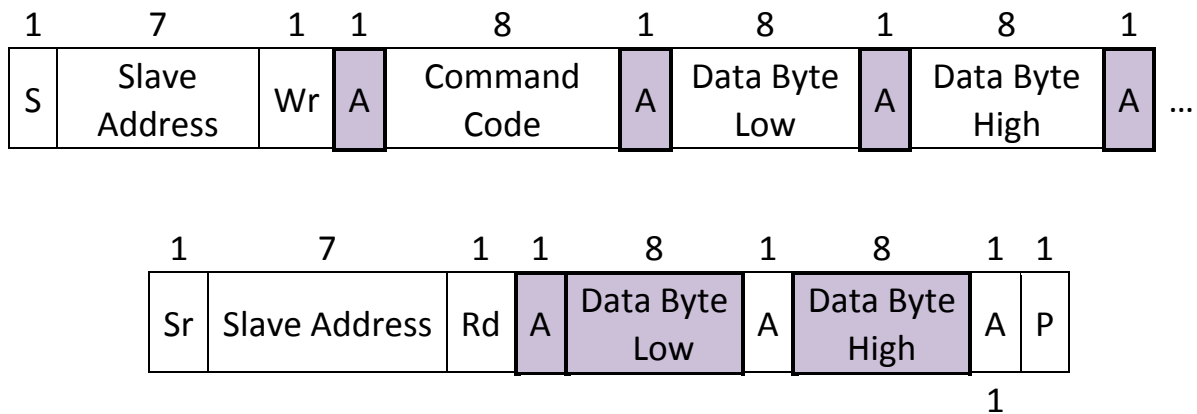 1 7 1 1 8 1 8 1 8 1
S Slave Address Wr A Command Code A Data Byte Low A Data Byte High A ...
1 7 1 1 8 1 8 1 1
Sr Slave Address Rd A Data Byte Low A Data Byte High A P
1